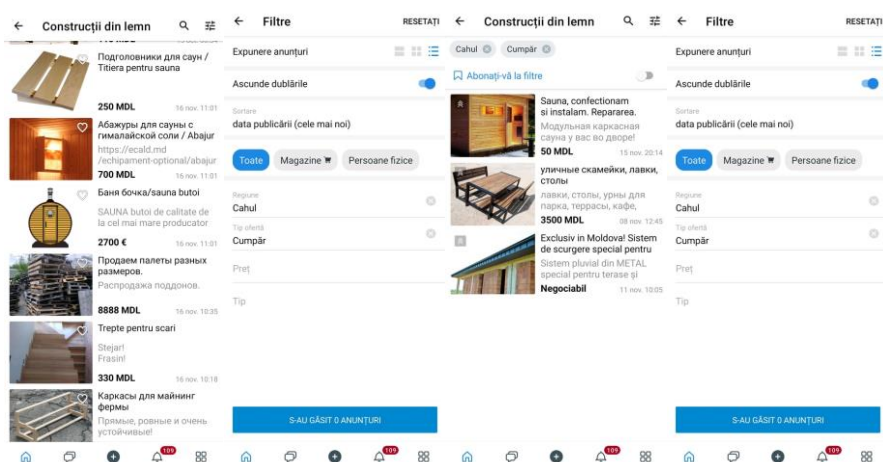 Construcții din lemn
Подголовники для саун /
Titiera pentru sauna
250 MDL
16 nov. 11:01
Абажуры для сауны с
гималайской соли / Abajur
https://ecald.md
/echipament-optional/abajur
700 MDL
16 nov. 11:01
Баня бочка/sauna butoi
SAUNA butoi de calitate de
la cel mai mare producator
2700 €
16 nov. 11:01
Продаем палеты разных
размеров.
Распродажа поддонов.
8888 MDL
16 nov. 10:35
Trepte pentru scari
Stejar!
Frasin!
330 MDL
16 nov. 10:18
Каркасы для майнинг
фермы
Прямые, ровные и очень
устойчивые!
109
Filtre
RESETAȚI
Expunere anunțuri
Ascunde dublările
Sortare
data publicării (cele mai noi)
Toate
Magazine
Persoane fizice
Regiune
Cahul
Tip ofertă
Cumpăr
Preț
Tip
S-AU GĂSIT 0 ANUNȚURI
109
Construcții din lemn
Cahul
Cumpăr
Abonați-vă la filtre
Sauna, confectionam
si instalam. Repararea.
Модульная каркасная
сауна у вас во дворе!
50 MDL
15 nov. 20:14
уличные скамейки, лавки,
столы
лавки, столы, урны для
парка, террасы, кафе,
3500 MDL
08 nov. 12:45
Exclusiv in Moldova! Sistem
de scurgere special pentru
Sistem pluvial din METAL
special pentru terase și
Negociabil
11 nov. 10:05
109
Filtre
RESETAȚI
Expunere anunțuri
Ascunde dublările
Sortare
data publicării (cele mai noi)
Toate
Magazine
Persoane fizice
Regiune
Cahul
Tip ofertă
Cumpăr
Preț
Tip
S-AU GĂSIT 0 ANUNȚURI
109